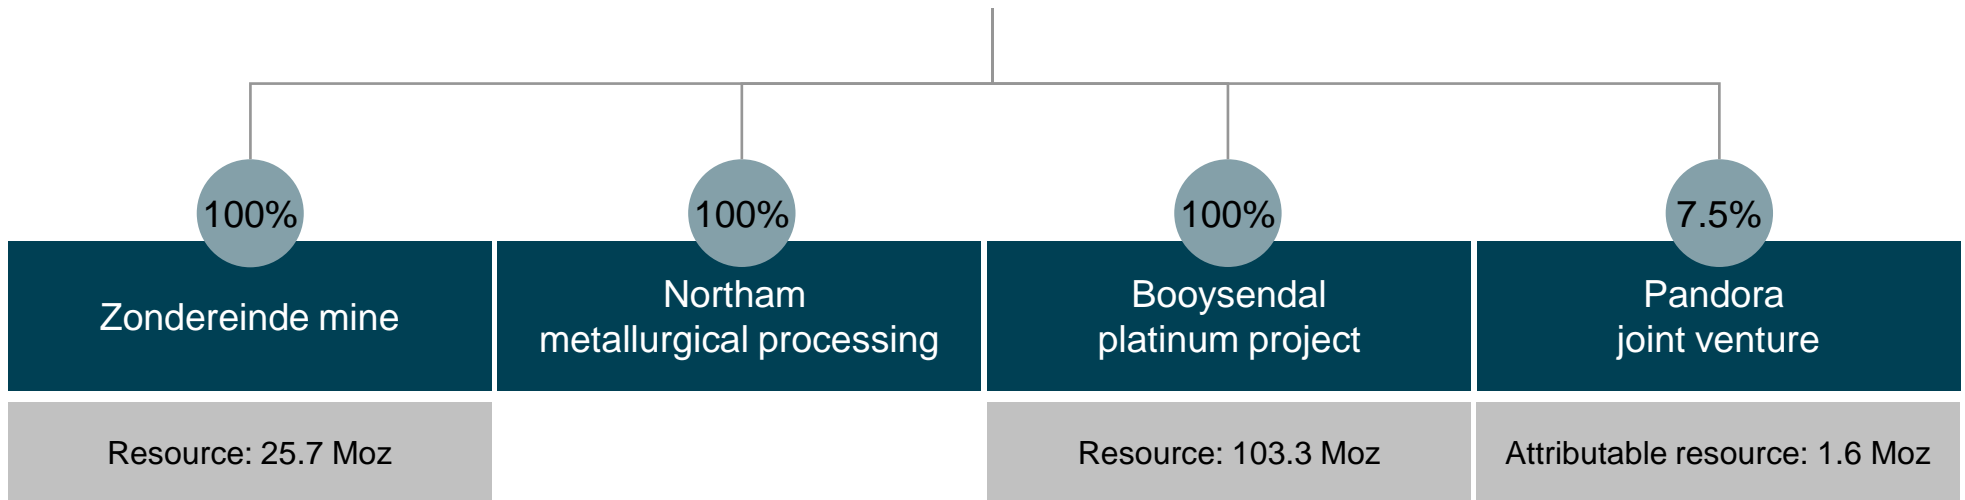 100%
100%
100%
7.5%
Zondereinde mine
Northam
metallurgical processing
Booysendal
platinum project
Pandora
joint venture
Resource: 25.7 Moz
Resource: 103.3 Moz
Attributable resource: 1.6 Moz